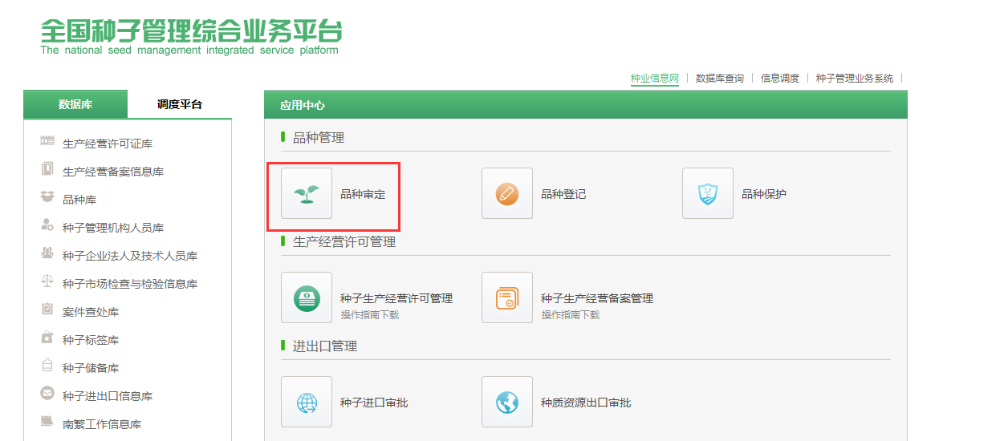 全国种子管理综合业务平台
The national seed management integrated service platform
种业信息网 数据库查询 信息调度 种子管理业务系统
数据库 调度平台
生产经营许可证库
生产经营备案信息库
品种库
种子管理机构人员库
种子企业法人及技术人员库
种子市场检查与检验信息库
案件查处库
种子标签库
种子储备库
种子进出口信息库
南繁工作信息库
应用中心
品种管理
品种审定 品种登记 品种保护
生产经营许可管理
种子生产经营许可管理 种子生产经营备案管理
操作指南下载 操作指南下载
进出口管理
种子进口审批 种质资源出口审批